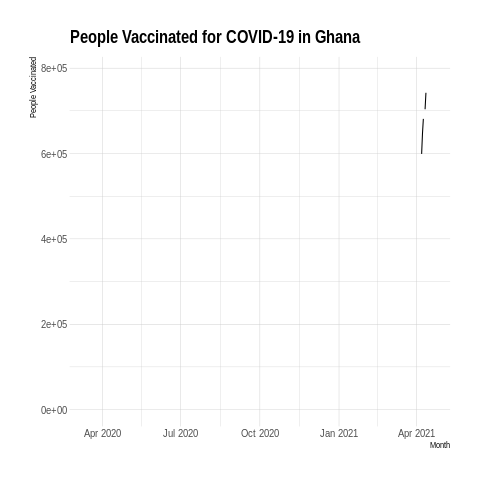 People Vaccinated for COVID-19 in Ghana
People Vaccinated
8e+05
6e+05
4e+05
2e+05
0e+00
Apr 2020 Jul 2020 Oct 2020 Jan 2021 Apr 2021
Month